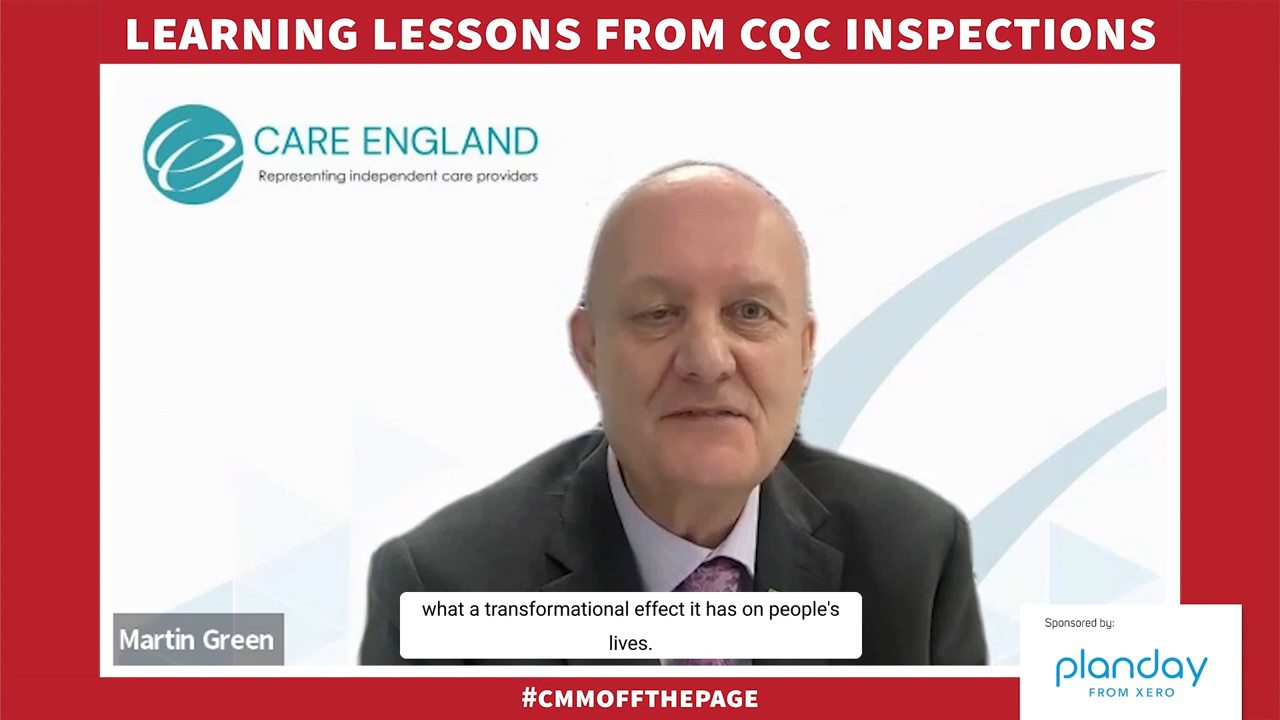 LEARNING LESSONS FROM CQC INSPECTIONS
CARE ENGLAND
Representing independent care providers
what a transformational effect it has on people's
lives.
Martin Green
Sponsored by:
planday
FROM XERO
#CMMOFFTHEPAGE